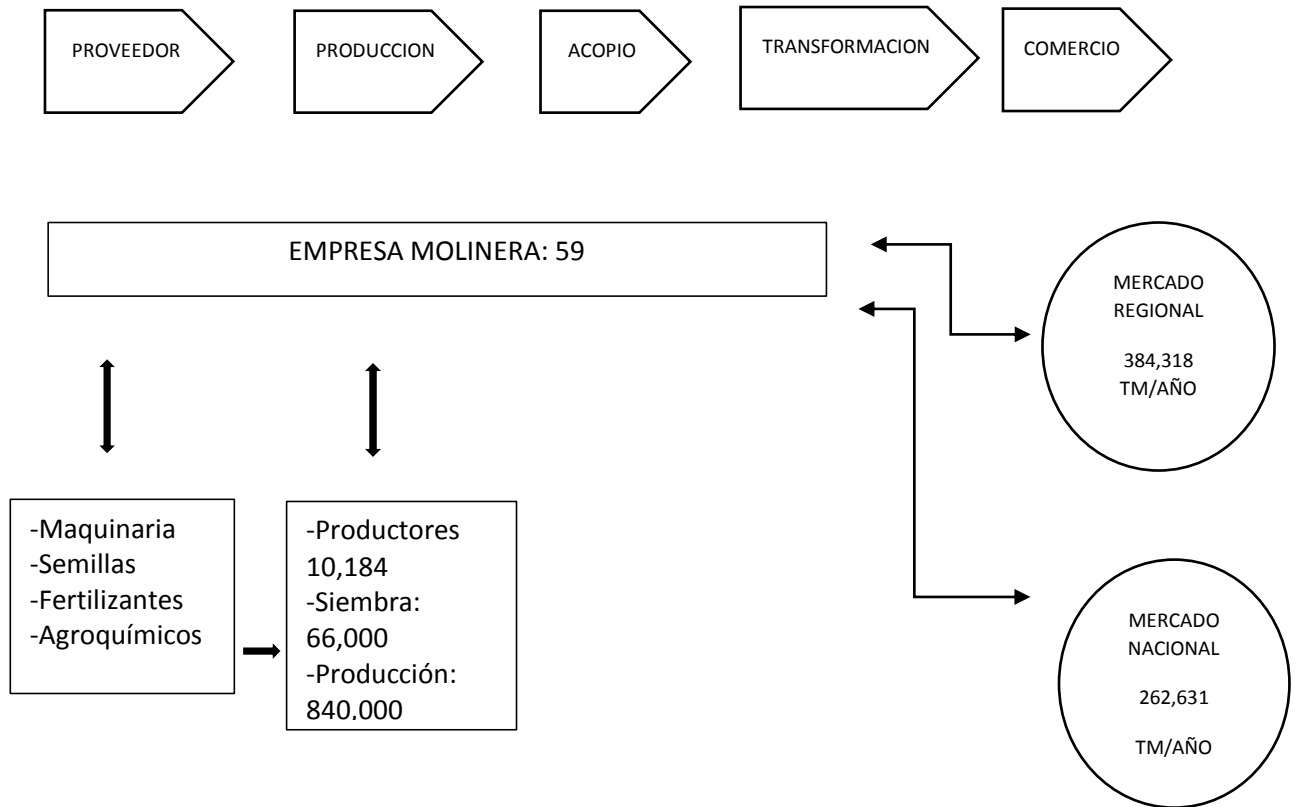 PROVEEDOR
PRODUCCION
ACOPIO
TRANSFORMACION
COMERCIO
EMPRESA MOLINERA: 59
MERCADO
REGIONAL
384,318
TM/AÑO
-Maquinaria
-Semillas
-Fertilizantes
-Agroquímicos
-Productores
10,184
-Siembra:
66,000
-Producción:
840,000
MERCADO
NACIONAL
262,631
TM/AÑO